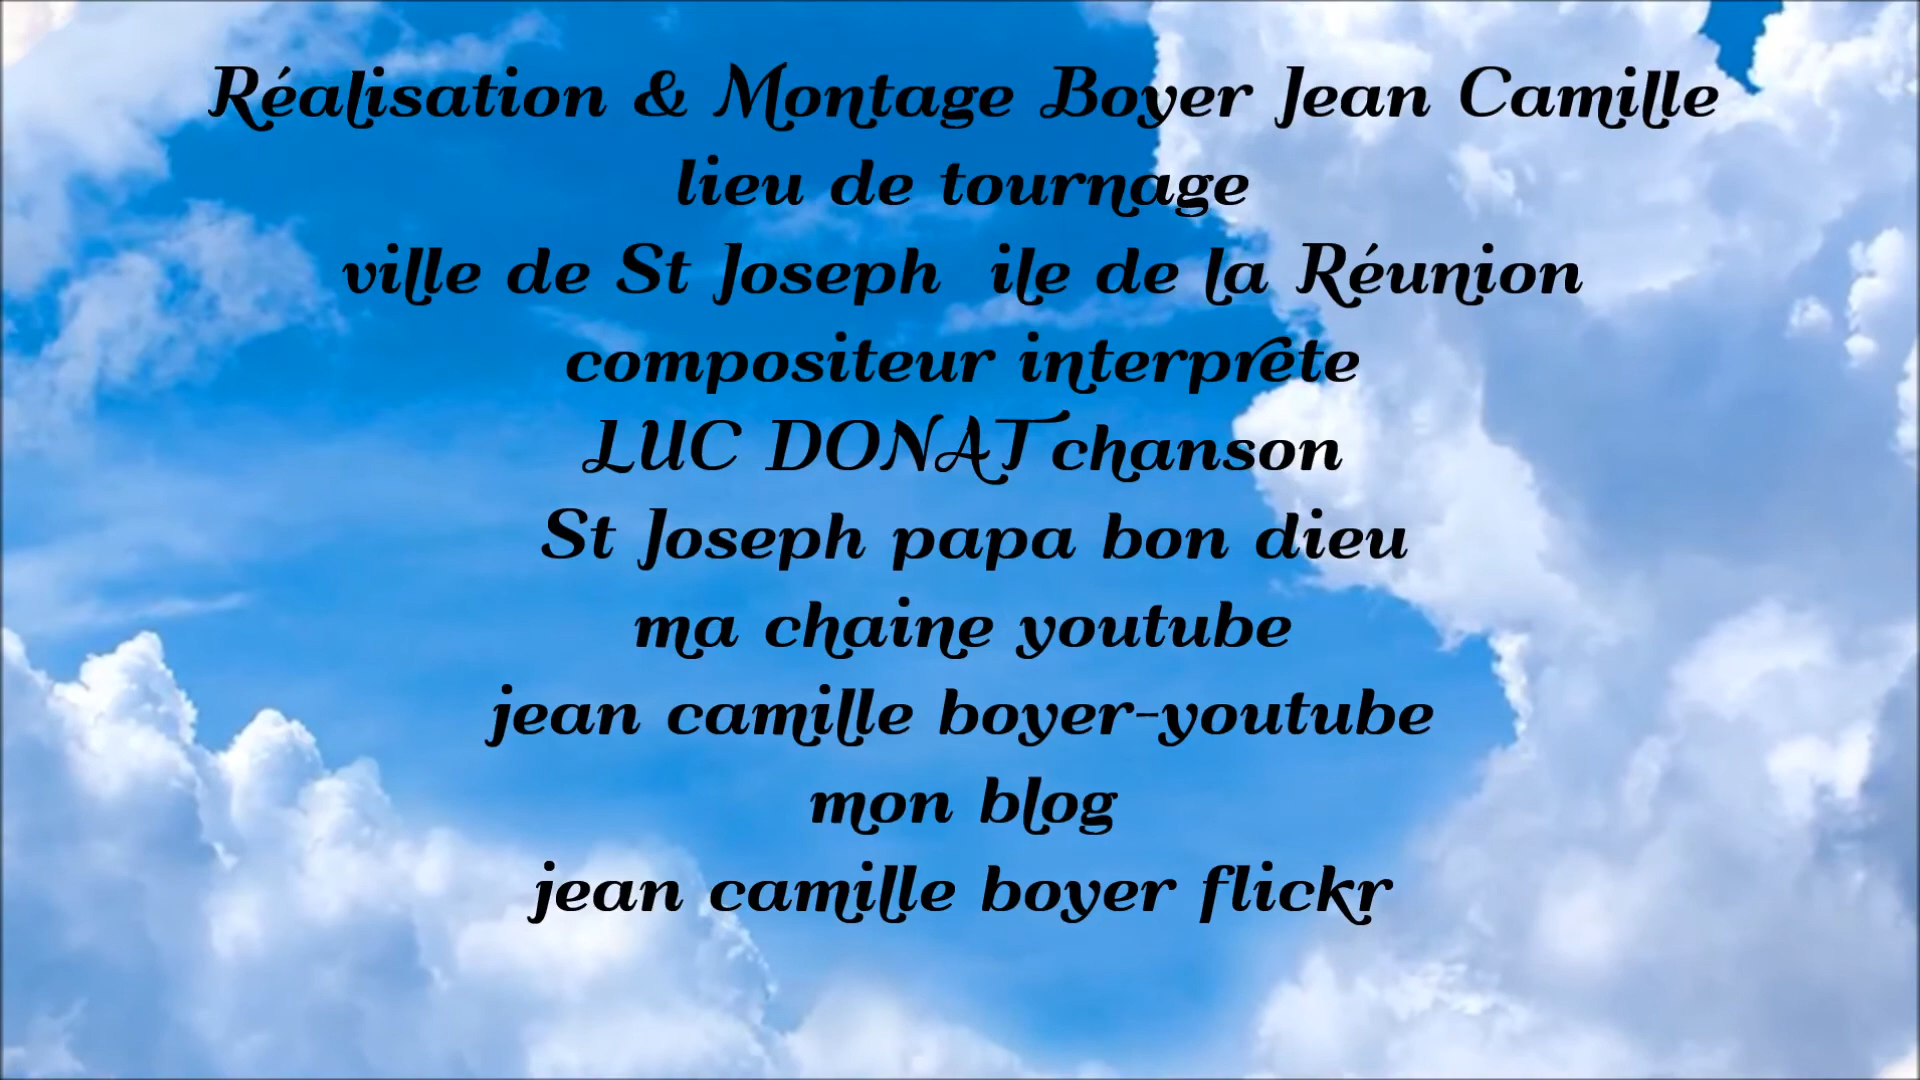 Réalisation & Montage Boyer Jean Camille
lieu de tournage
ville de St Joseph  ile de la Réunion
compositeur interprète
LUC DONAT chanson
St Joseph papa bon dieu
ma chaine youtube
jean camille boyer-youtube
mon blog
jean camille boyer flickr